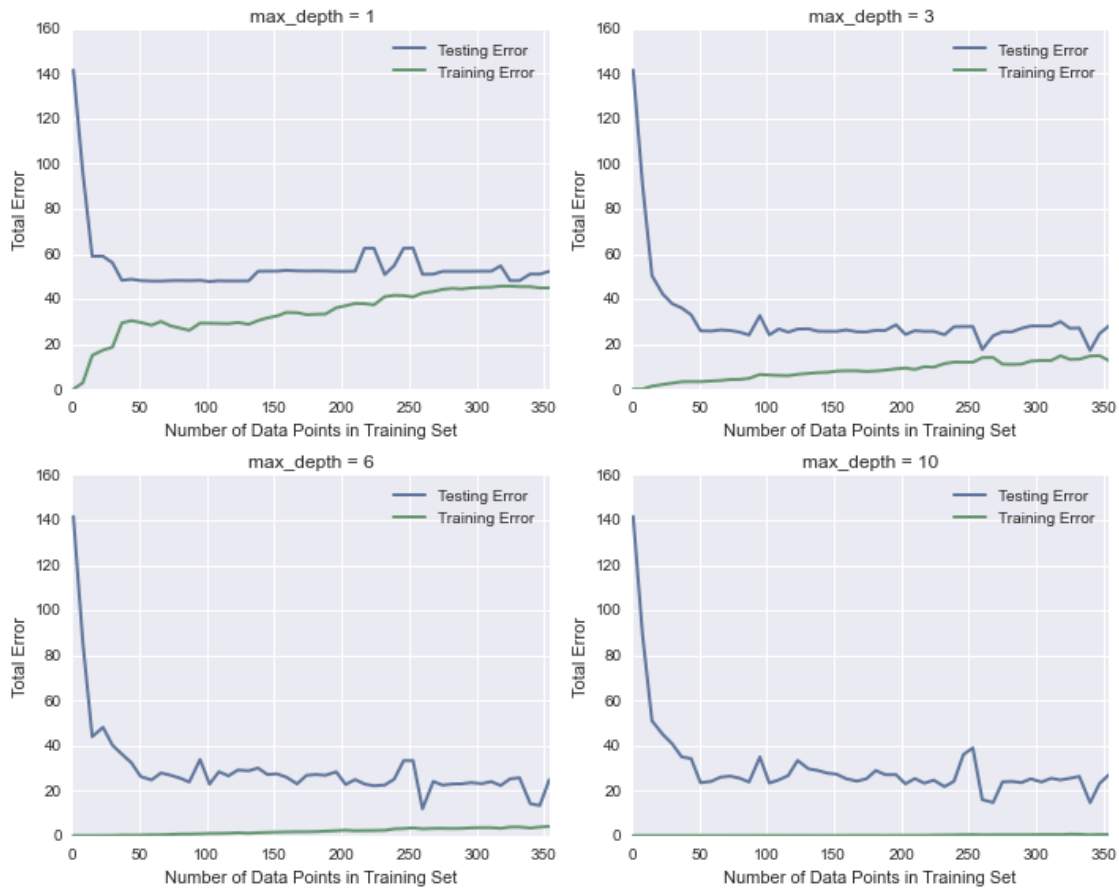 max_depth = 1
160
140
120
100
80
60
40
20
0
Total Error
Testing Error
Training Error
0 50 100 150 200 250 300 350
Number of Data Points in Training Set
max_depth = 3
160
140
120
100
80
60
40
20
0
Total Error
Testing Error
Training Error
0 50 100 150 200 250 300 350
Number of Data Points in Training Set
max_depth = 6
160
140
120
100
80
60
40
20
0
Total Error
Testing Error
Training Error
0 50 100 150 200 250 300 350
Number of Data Points in Training Set
max_depth = 10
160
140
120
100
80
60
40
20
0
Total Error
Testing Error
Training Error
0 50 100 150 200 250 300 350
Number of Data Points in Training Set